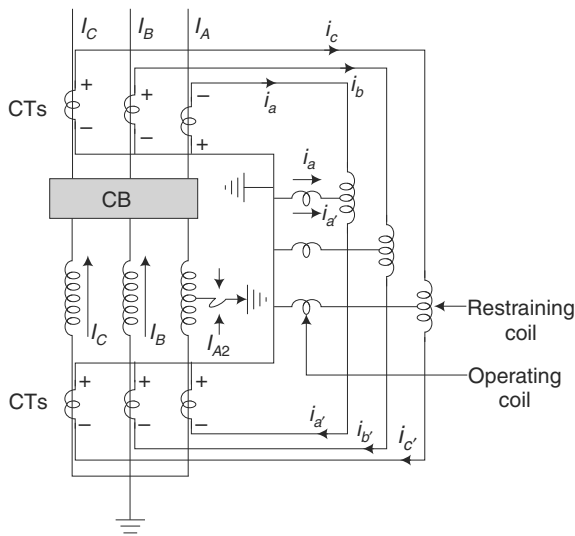 I_C I_B I_A i_c
i_b
i_a
CTs
+ + −
− − +
i_a
i_a'
CB
I_C I_B I_A2
Restraining
coil
Operating
coil
CTs
+ + +
− − −
i_a' i_b' i_c'